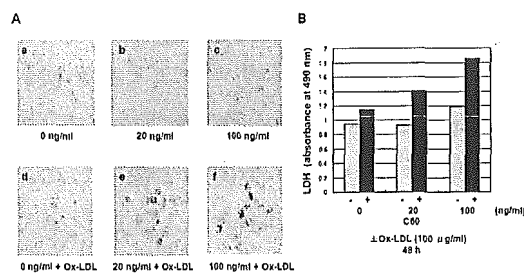 A
a
b
c
0 ng/ml
20 ng/ml
100 ng/ml
d
e
f
0 ng/ml + Ox-LDL
20 ng/ml + Ox-LDL
100 ng/ml + Ox-LDL
B
LDH (absorbance at 490 nm)
2
1.8
1.6
1.4
1.2
1
0.8
0.6
0.4
0.2
0
- + - + - +
0 20 100 (ng/ml)
C60
±Ox-LDL (100 μg/ml)
48 h